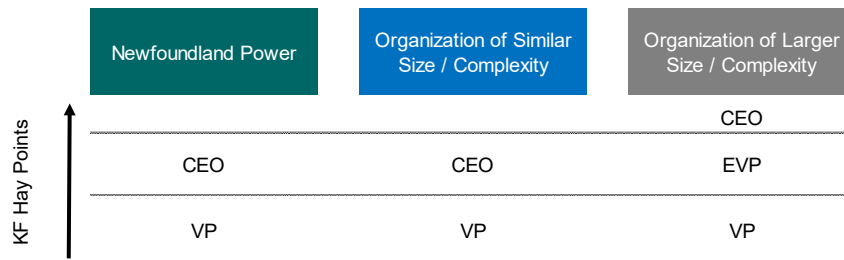 Newfoundland Power
Organization of Similar
Size / Complexity
Organization of Larger
Size / Complexity
KF Hay Points
CEO
CEO
CEO
EVP
VP
VP
VP